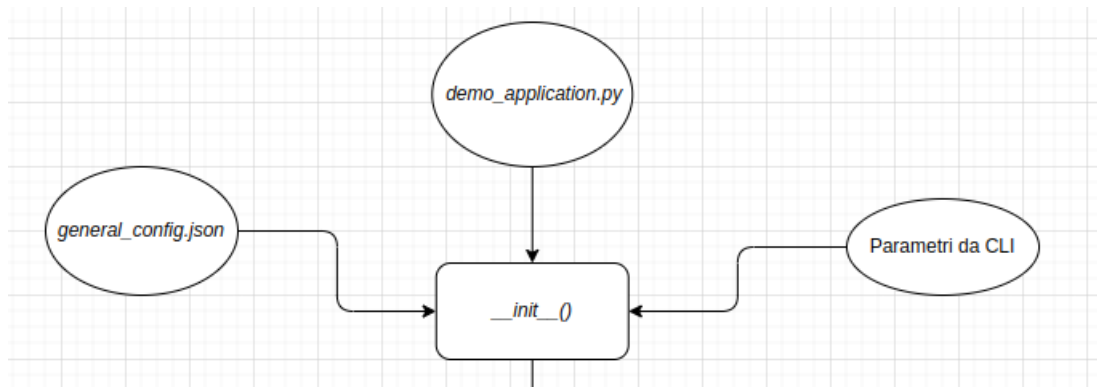 demo_application.py
general_config.json
Parametri da CLI
__init__()